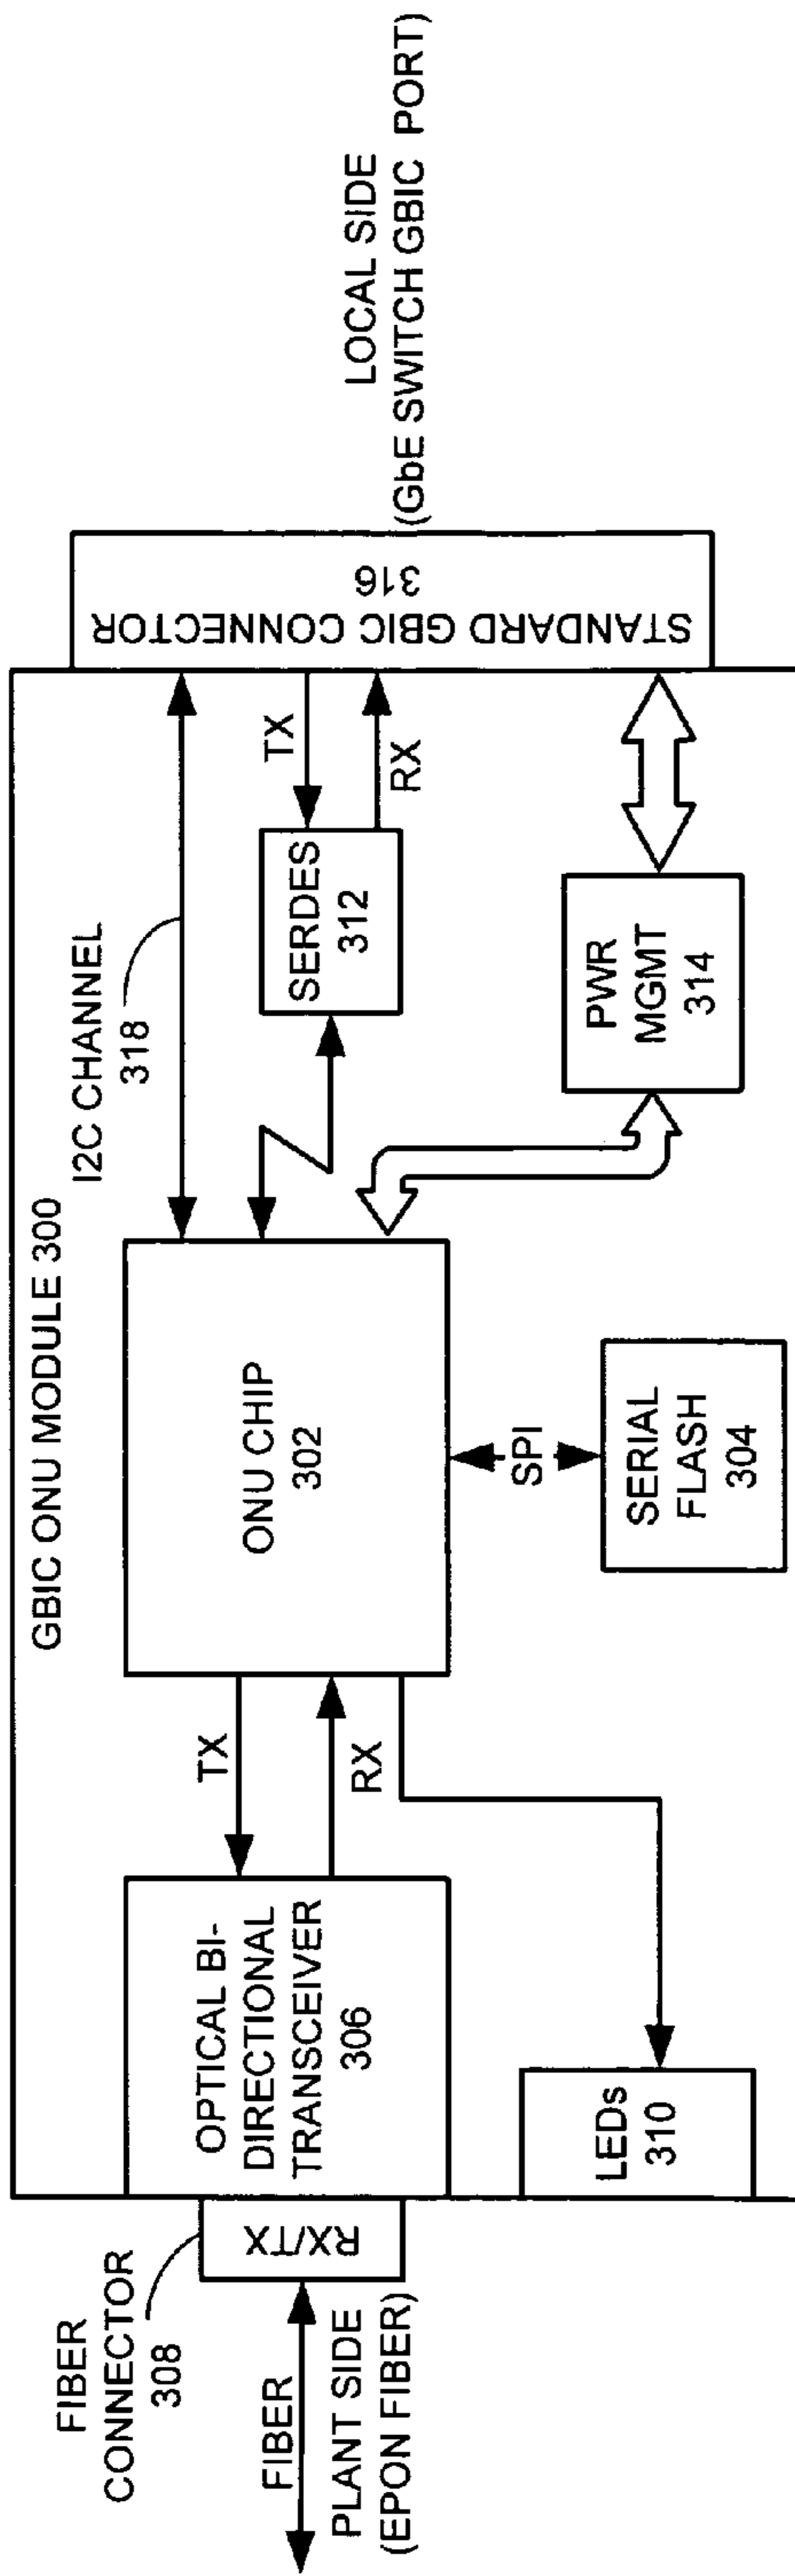 GBIC ONU MODULE 300
FIBER
CONNECTOR
308
FIBER
PLANT SIDE
(EPON FIBER)
RX/TX
OPTICAL BI-
DIRECTIONAL
TRANSCEIVER
306
LEDs
310
TX
RX
ONU CHIP
302
SPI
SERIAL
FLASH
304
I2C CHANNEL
318
SERDES
312
TX
RX
PWR
MGMT
314
STANDARD GBIC CONNECTOR
316
LOCAL SIDE
(GbE SWITCH GBIC PORT)